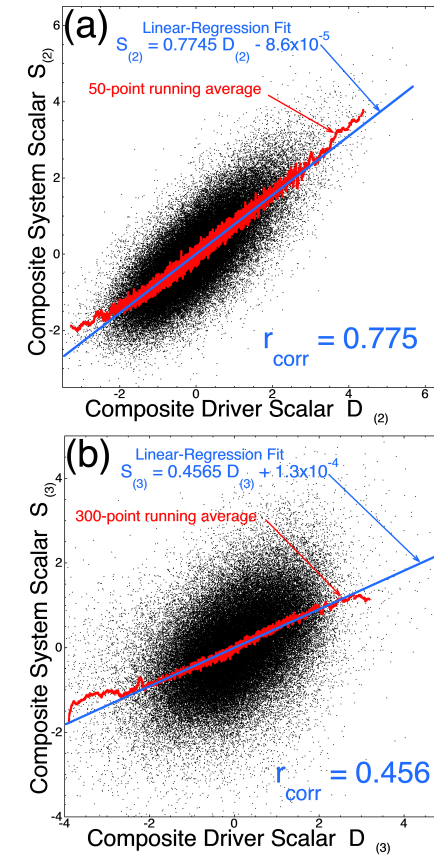 (a)
Linear-Regression Fit
S(2) = 0.7745 D(2) - 8.6x10-5
50-point running average
6
4
2
0
-2
Composite System Scalar S(2)
rcorr = 0.775
-2 0 2 4 6
Composite Driver Scalar D (2)
(b)
Linear-Regression Fit
S(3) = 0.4565 D(3) + 1.3x10-4
300-point running average
4
2
0
-2
-4
Composite System Scalar S(3)
rcorr = 0.456
-4 -2 0 2 4
Composite Driver Scalar D (3)